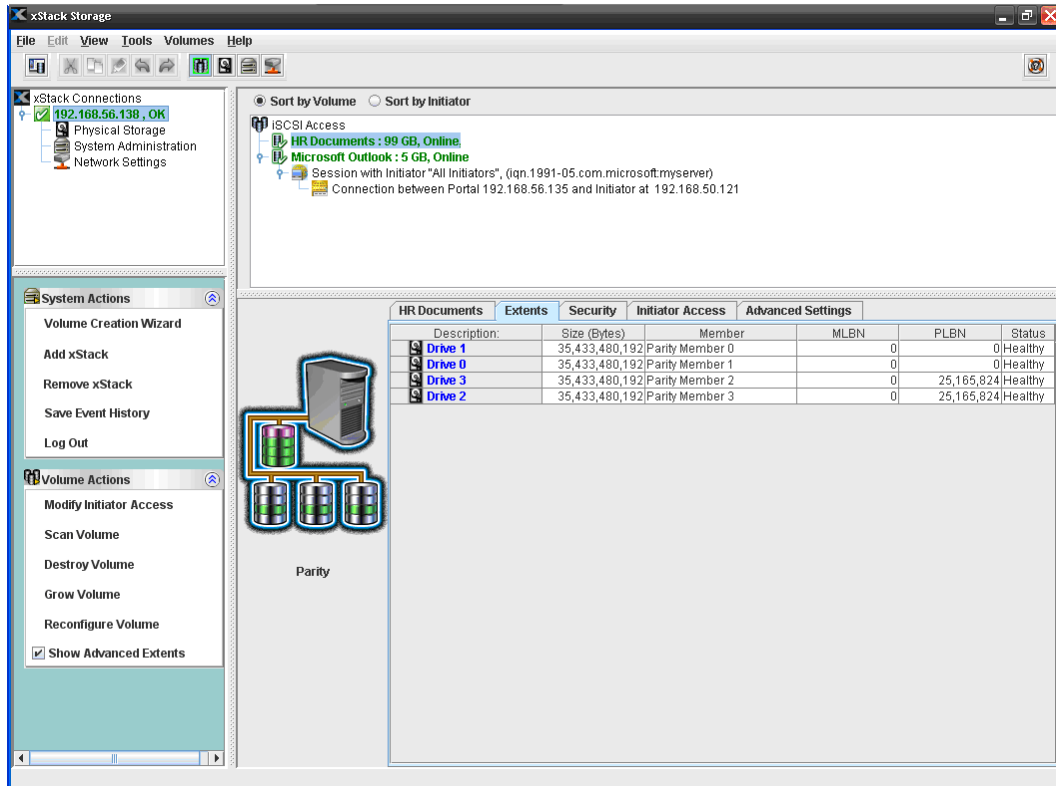 xStack Storage
File Edit View Tools Volumes Help
xStack Connections
192.168.56.138 , OK
Physical Storage
System Administration
Network Settings
Sort by Volume Sort by Initiator
iSCSI Access
HR Documents : 99 GB, Online,
Microsoft Outlook : 5 GB, Online
Session with Initiator "All Initiators", (iqn.1991-05.com.microsoft:myserver)
Connection between Portal 192.168.56.135 and Initiator at 192.168.50.121
System Actions
Volume Creation Wizard
Add xStack
Remove xStack
Save Event History
Log Out
Volume Actions
Modify Initiator Access
Scan Volume
Destroy Volume
Grow Volume
Reconfigure Volume
Show Advanced Extents
Parity
HR Documents Extents Security Initiator Access Advanced Settings
Description: Size (Bytes) Member MLBN PLBN Status
Drive 1 35,433,480,192 Parity Member 0 0 0 Healthy
Drive 0 35,433,480,192 Parity Member 1 0 0 Healthy
Drive 3 35,433,480,192 Parity Member 2 0 25,165,824 Healthy
Drive 2 35,433,480,192 Parity Member 3 0 25,165,824 Healthy